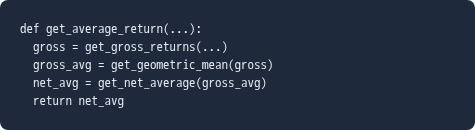 def get_average_return(...):
  gross = get_gross_returns(...)
  gross_avg = get_geometric_mean(gross)
  net_avg = get_net_average(gross_avg)
  return net_avg